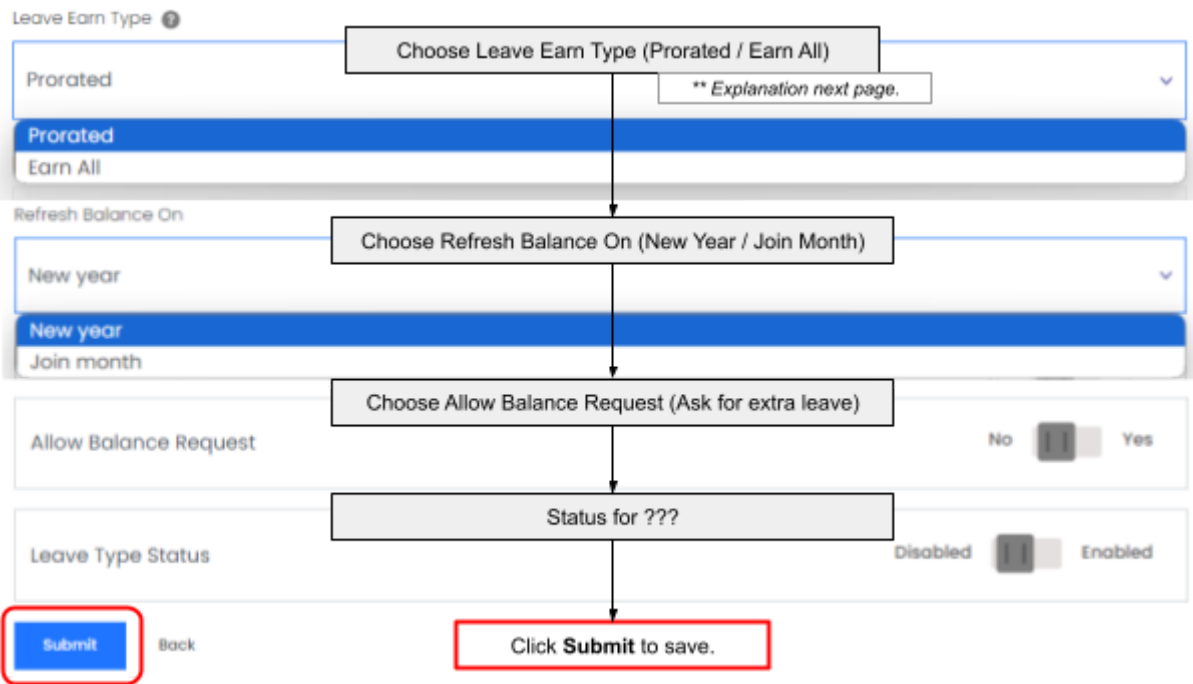 Leave Earn Type ?
Choose Leave Earn Type (Prorated / Earn All)
Prorated
** Explanation next page.
Prorated
Earn All
Refresh Balance On
Choose Refresh Balance On (New Year / Join Month)
New year
New year
Join month
Choose Allow Balance Request (Ask for extra leave)
Allow Balance Request
No
Yes
Status for ???
Leave Type Status
Disabled
Enabled
Submit
Back
Click Submit to save.